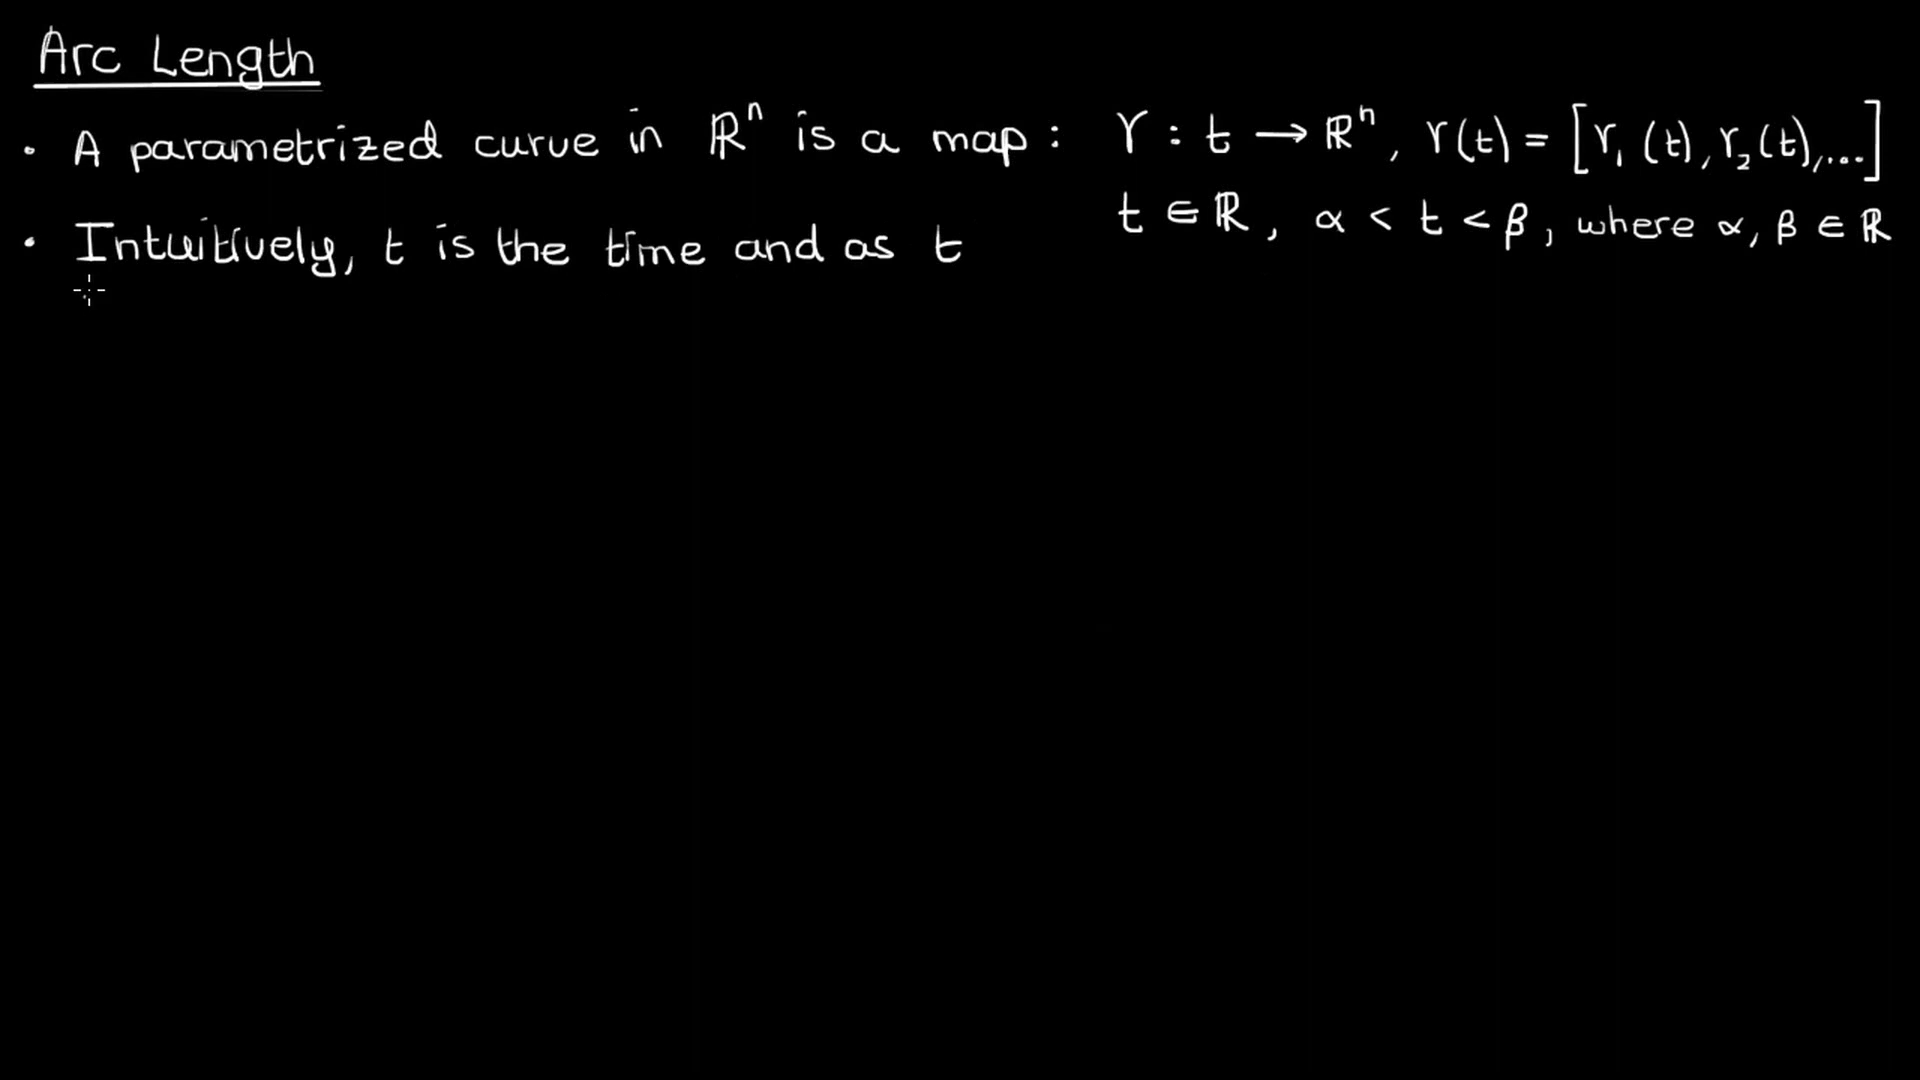 Arc Length
• A parametrized curve in ℝⁿ is a map : γ : t → ℝⁿ, γ(t) = [γ₁(t), γ₂(t), ...]
t ∈ ℝ, α < t < β, where α, β ∈ ℝ
• Intuitively, t is the time and as t